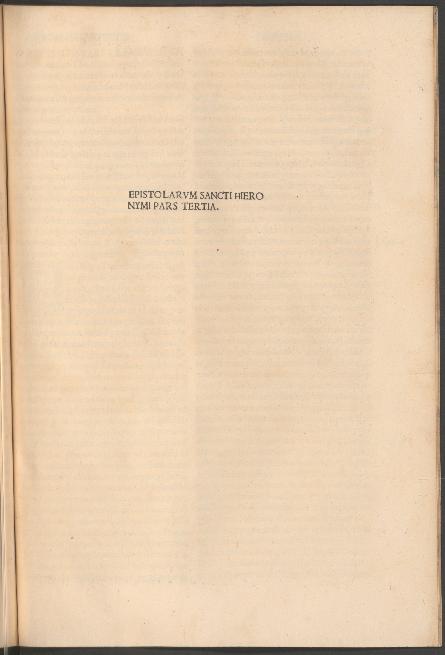 EPISTOLARVM SANCTI HIERO
NYMI PARS TERTIA.